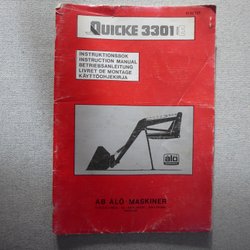 QUICKE 3301
INSTRUKTIONSBOK
INSTRUCTION MANUAL
BETRIEBSANLEITUNG
LIVRET DE MONTAGE
KÄYTTÖOHJEKIRJA
alö
AB ÅLÖ MASKINER